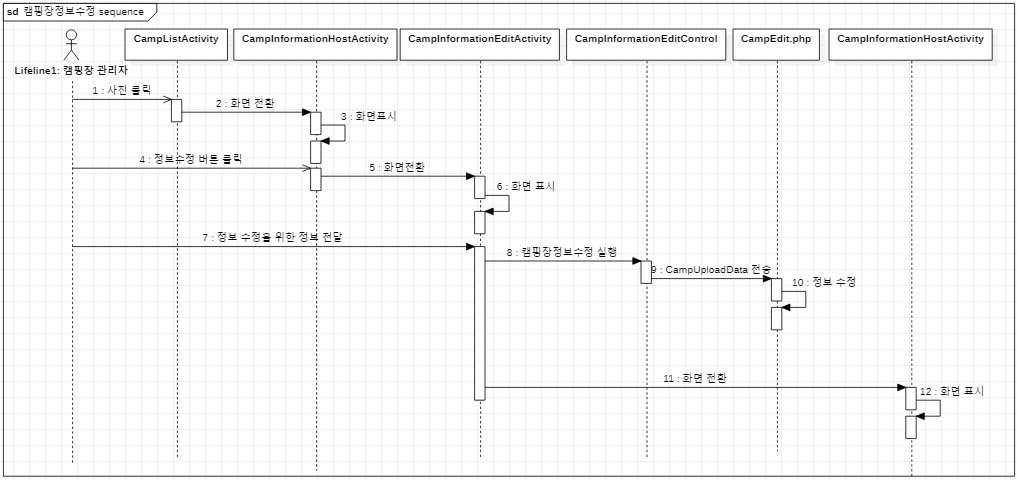 sd 캠핑장정보수정 sequence
CampListActivity
CampInformationHostActivity
CampInformationEditActivity
CampInformationEditControl
CampEdit.php
CampInformationHostActivity
Lifeline1: 캠핑장 관리자
1 : 사진 클릭
2 : 화면 전환
3 : 화면표시
4 : 정보수정 버튼 클릭
5 : 화면전환
6 : 화면 표시
7 : 정보 수정을 위한 정보 전달
8 : 캠핑장정보수정 실행
9 : CampUploadData 전송
10 : 정보 수정
11 : 화면 전환
12 : 화면 표시